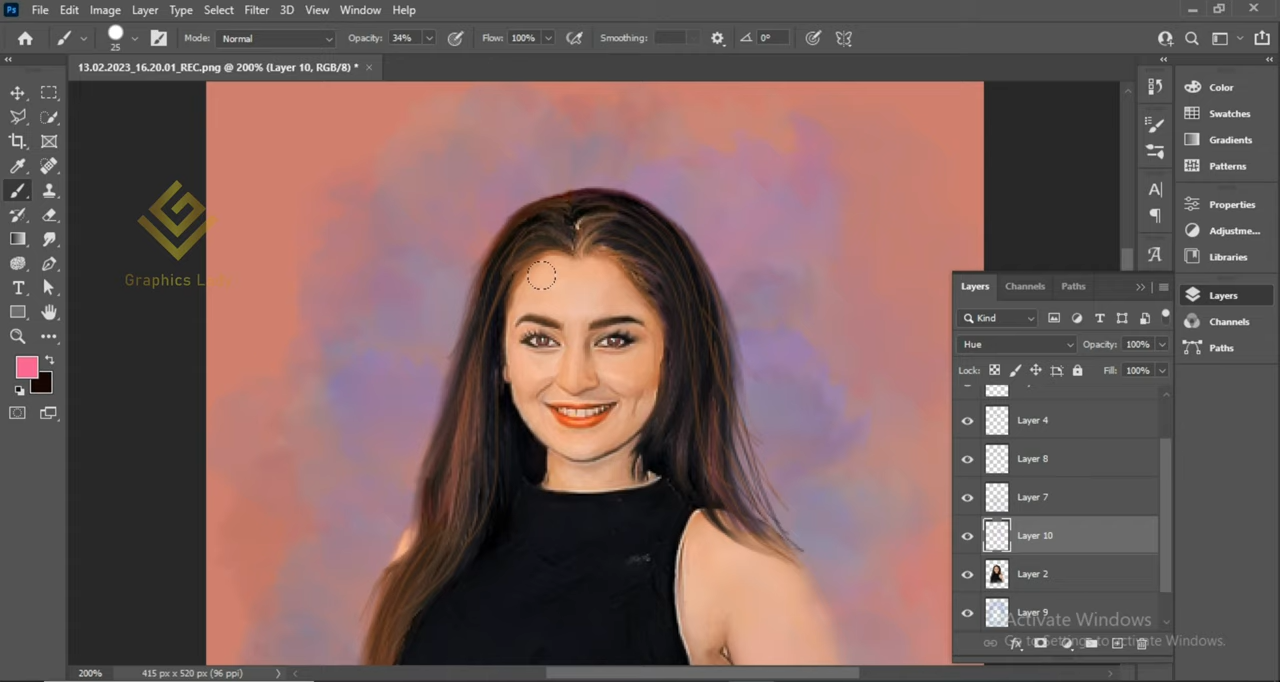 Ps File Edit Image Layer Type Select Filter 3D View Window Help
25 Mode: Normal Opacity: 34% Flow: 100% Smoothing: 0°
13.02.2023_16.20.01_REC.png @ 200% (Layer 10, RGB/8) * ×
Color
Swatches
Gradients
Patterns
Properties
Adjustme...
Libraries
Layers
Channels
Paths
Graphics
Layers Channels Paths
Kind
Hue Opacity: 100%
Lock: Fill: 100%
Layer 4
Layer 8
Layer 7
Layer 10
Layer 2
Layer 9
Activate Windows
Go to Settings to activate Windows.
200% 415 px x 520 px (96 ppi)